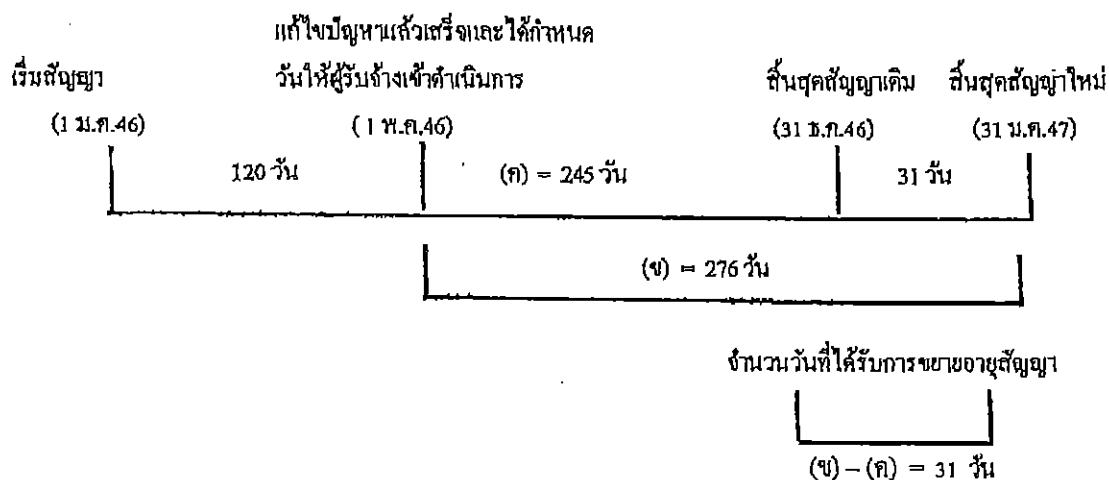 แก้ไขปัญหาแล้วเสร็จและได้กำหนด
เริ่มสัญญา วันให้ผู้รับจ้างเข้าดำเนินการ สิ้นสุดสัญญาเดิม สิ้นสุดสัญญาใหม่
(1 ม.ค.46) (1 พ.ค.46) (31 ธ.ค.46) (31 ม.ค.47)
120 วัน (ค) = 245 วัน 31 วัน
(ข) = 276 วัน
จำนวนวันที่ได้รับการขยายอายุสัญญา
(ข) – (ค) = 31 วัน